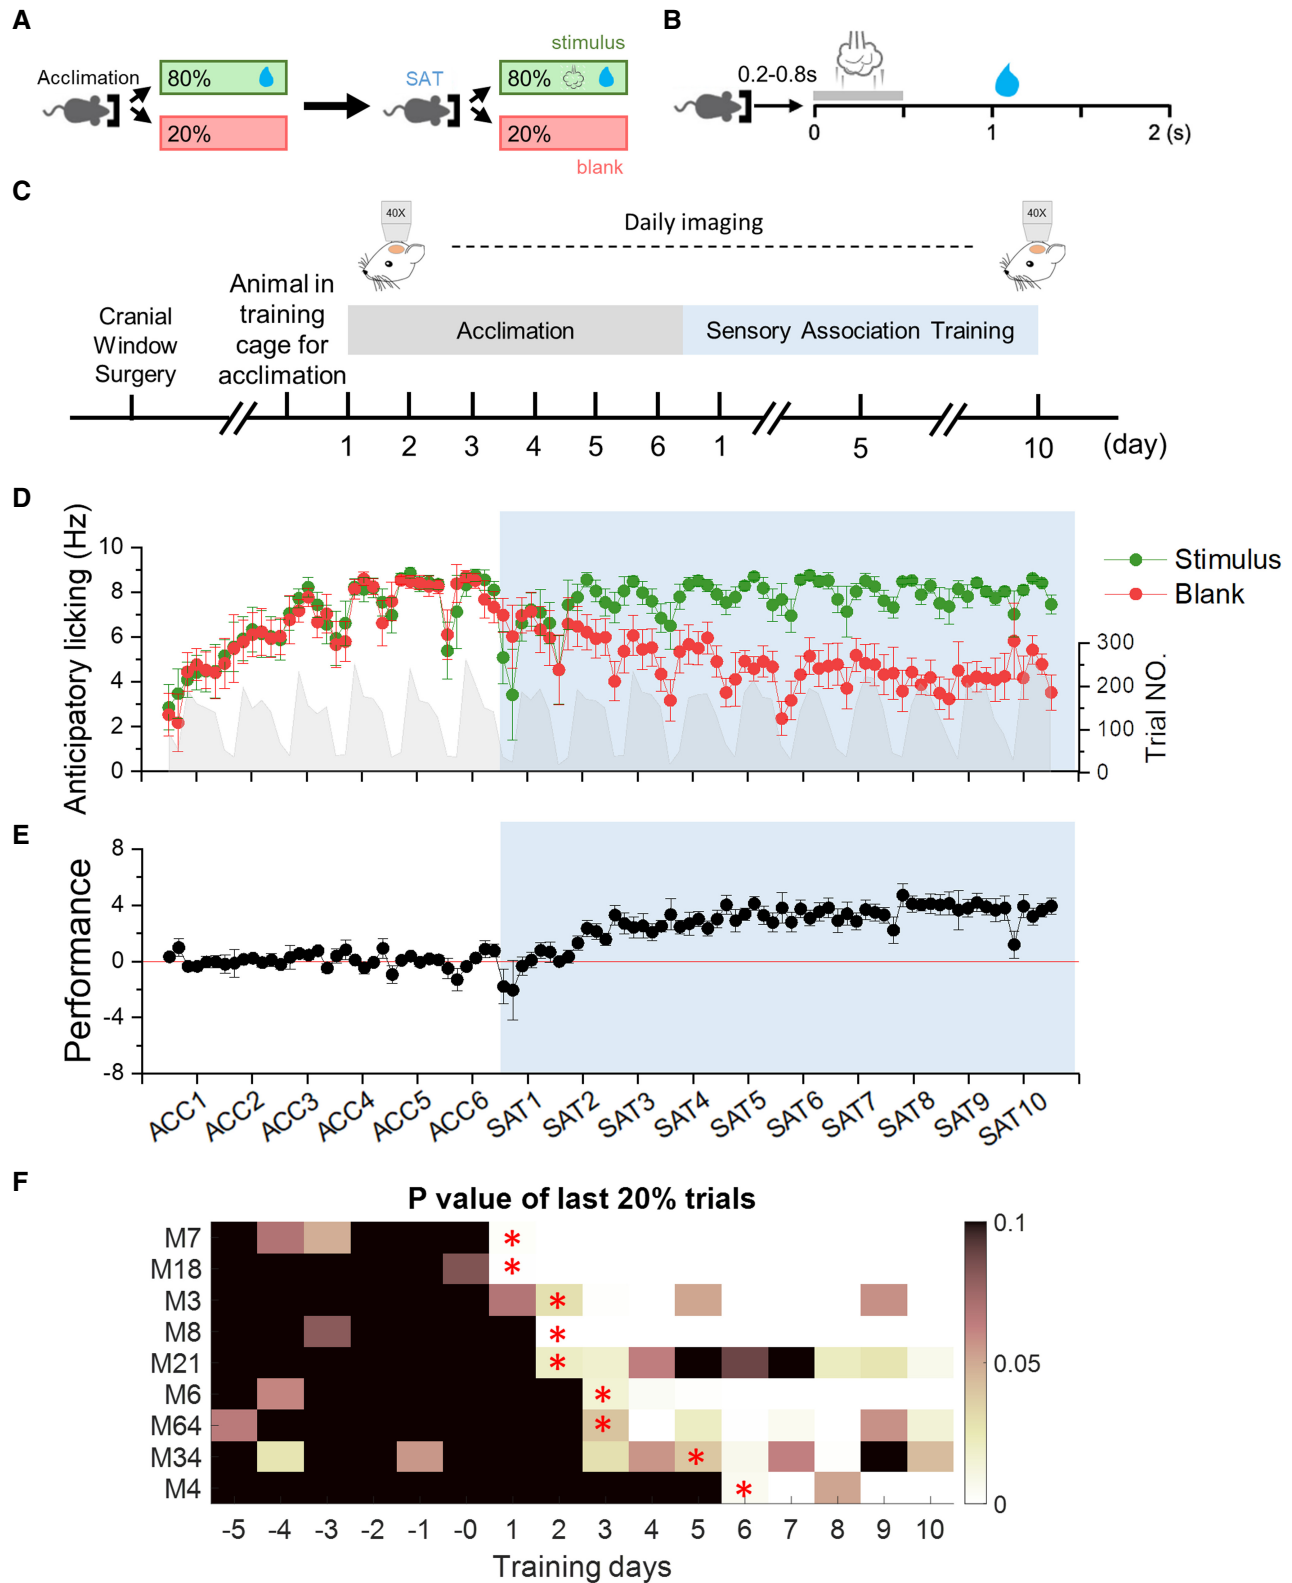 A
B
stimulus
Acclimation
80%
20%
SAT
80%
20%
blank
0.2-0.8s
0
1
2 (s)
C
40X
Daily imaging
40X
Cranial
Window
Surgery
Animal in
training
cage for
acclimation
Acclimation
Sensory Association Training
1 2 3 4 5 6 1 5 10 (day)
D
Anticipatory licking (Hz)
10
8
6
4
2
0
300
200
100
0
Trial NO.
Stimulus
Blank
E
Performance
8
4
0
-4
-8
ACC1 ACC2 ACC3 ACC4 ACC5 ACC6 SAT1 SAT2 SAT3 SAT4 SAT5 SAT6 SAT7 SAT8 SAT9 SAT10
F
P value of last 20% trials
M7
M18
M3
M8
M21
M6
M64
M34
M4
* * * * * * * * *
0.1
0.05
0
-5 -4 -3 -2 -1 -0 1 2 3 4 5 6 7 8 9 10
Training days